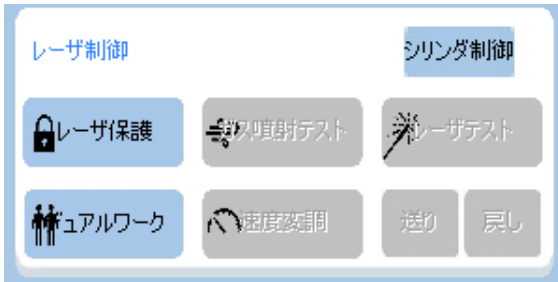 レーザ制御
シリンダ制御
レーザ保護
ガス噴射テスト
レーザテスト
デュアルワーク
速度変調
送り
戻し